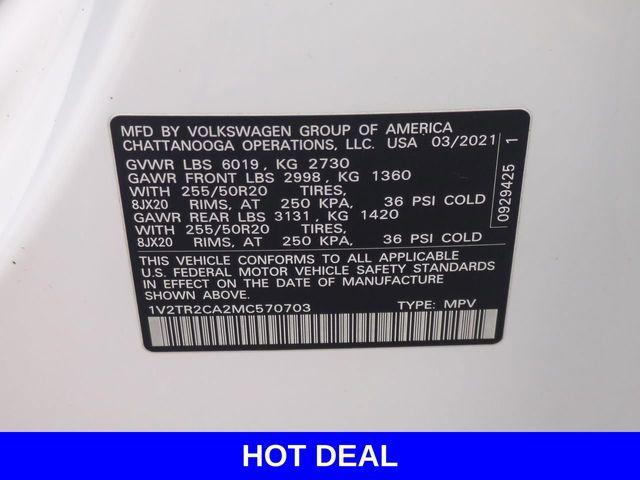 MFD BY VOLKSWAGEN GROUP OF AMERICA
CHATTANOOGA OPERATIONS, LLC. USA 03/2021
GVWR LBS 6019, KG 2730
GAWR FRONT LBS 2998, KG 1360
WITH 255/50R20 TIRES,
8JX20 RIMS, AT 250 KPA, 36 PSI COLD
GAWR REAR LBS 3131, KG 1420
WITH 255/50R20 TIRES,
8JX20 RIMS, AT 250 KPA, 36 PSI COLD
THIS VEHICLE CONFORMS TO ALL APPLICABLE
U.S. FEDERAL MOTOR VEHICLE SAFETY STANDARDS
IN EFFECT ON THE DATE OF MANUFACTURE
SHOWN ABOVE.
1V2TR2CA2MC570703 TYPE: MPV
0929425 1
HOT DEAL